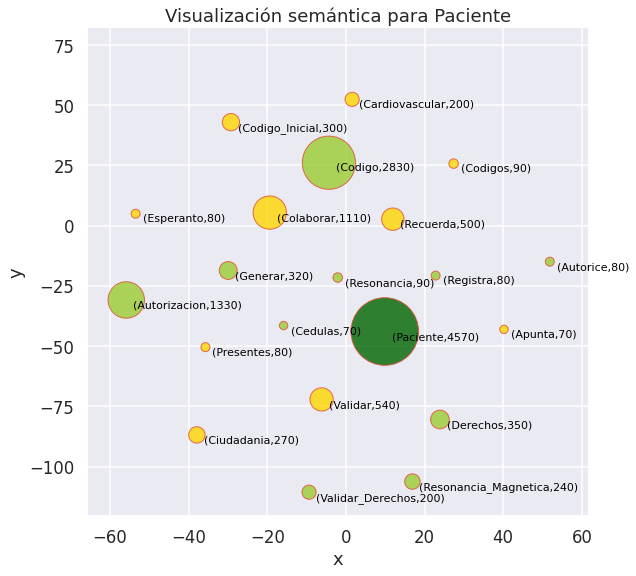 Visualización semántica para Paciente
75
50
25
0
−25
−50
−75
−100
y
(Cardiovascular,200)
(Codigo_Inicial,300)
(Codigo,2830)
(Codigos,90)
(Esperanto,80)
(Colaborar,1110)
(Recuerda,500)
(Autorice,80)
(Generar,320)
(Resonancia,90)
(Registra,80)
(Autorizacion,1330)
(Cedulas,70)
(Paciente,4570)
(Apunta,70)
(Presentes,80)
(Validar,540)
(Derechos,350)
(Ciudadania,270)
(Resonancia_Magnetica,240)
(Validar_Derechos,200)
−60
−40
−20
0
20
40
60
x